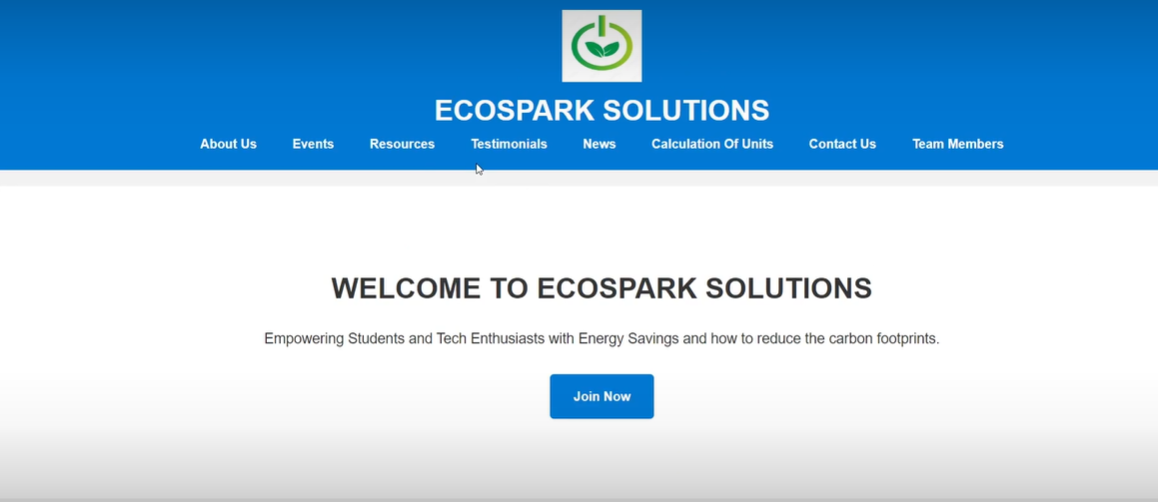 ECOSPARK SOLUTIONS
About Us Events Resources Testimonials News Calculation Of Units Contact Us Team Members
WELCOME TO ECOSPARK SOLUTIONS
Empowering Students and Tech Enthusiasts with Energy Savings and how to reduce the carbon footprints.
Join Now